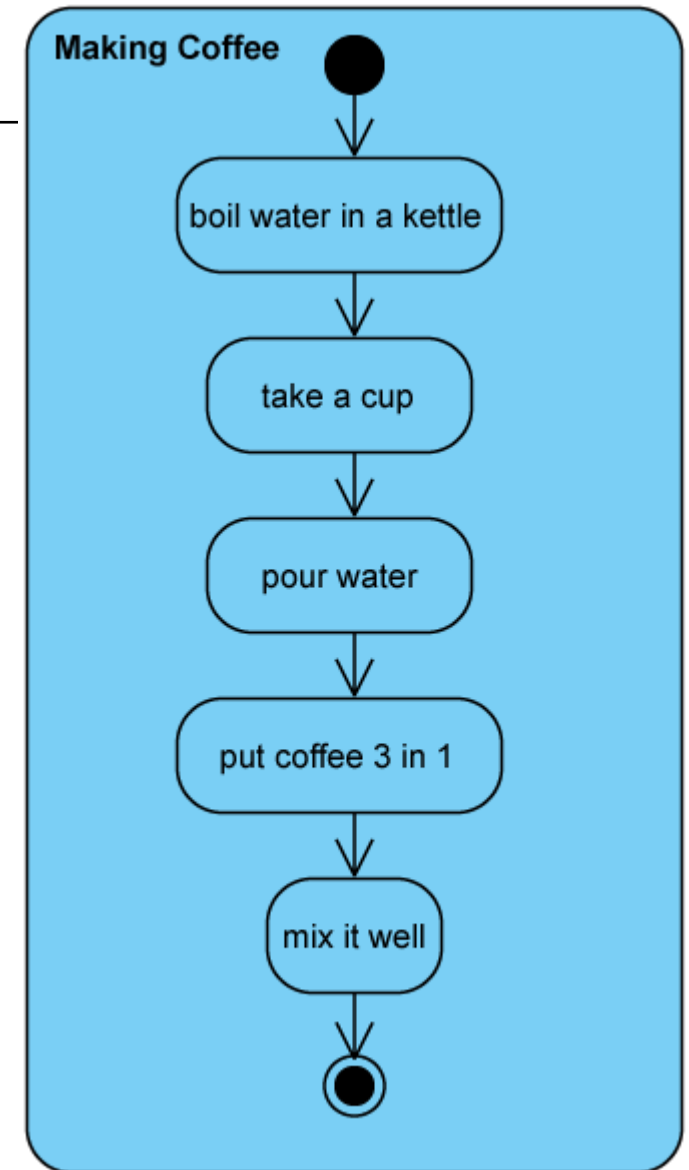 Making Coffee
boil water in a kettle
take a cup
pour water
put coffee 3 in 1
mix it well